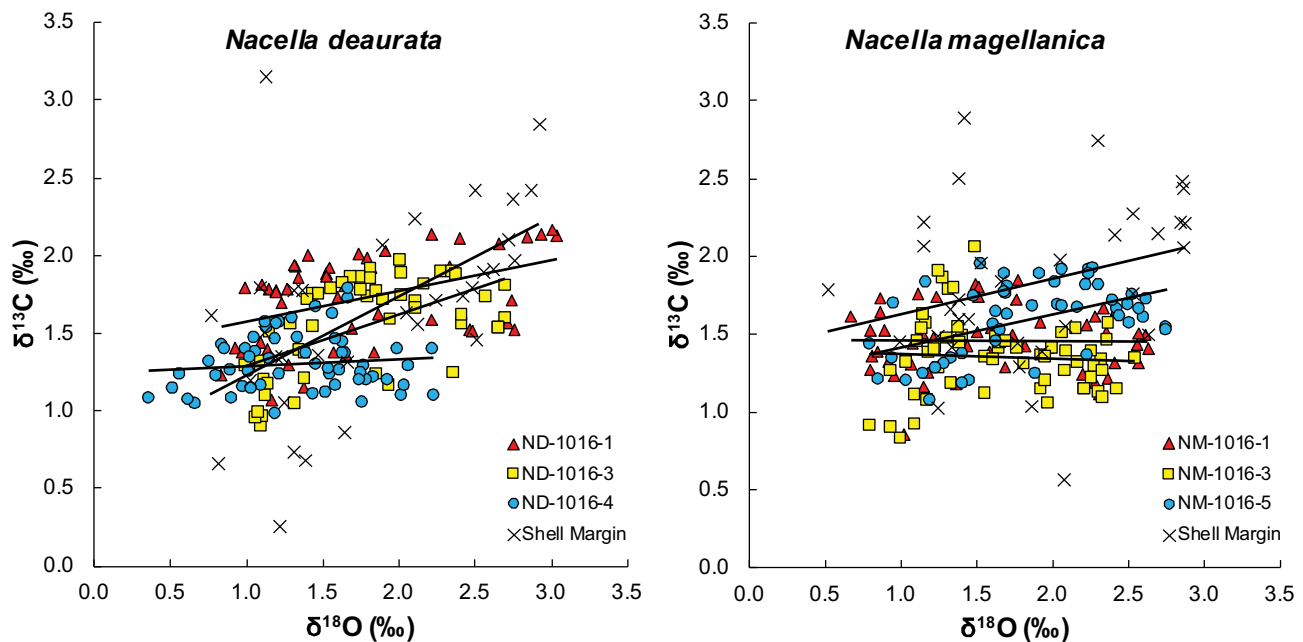 Nacella deaurata
3.5
3.0
2.5
2.0
1.5
1.0
0.5
0.0
δ¹³C (‰)
0.0 0.5 1.0 1.5 2.0 2.5 3.0 3.5
δ¹⁸O (‰)
ND-1016-1
ND-1016-3
ND-1016-4
Shell Margin
Nacella magellanica
3.5
3.0
2.5
2.0
1.5
1.0
0.5
0.0
δ¹³C (‰)
0.0 0.5 1.0 1.5 2.0 2.5 3.0 3.5
δ¹⁸O (‰)
NM-1016-1
NM-1016-3
NM-1016-5
Shell Margin